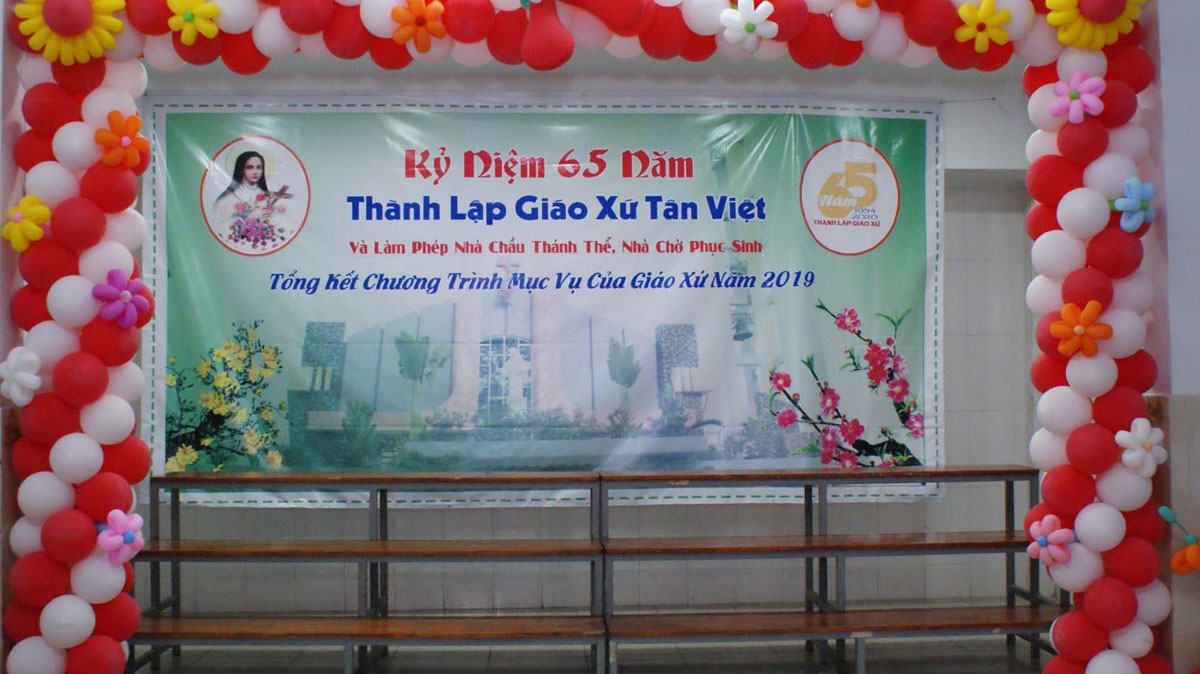 Kỷ Niệm 65 Năm
Thành Lập Giáo Xứ Tân Việt
Và Làm Phép Nhà Chầu Thánh Thể, Nhà Chờ Phục Sinh
Tổng Kết Chương Trình Mục Vụ Của Giáo Xứ Năm 2019
65
Năm
1954
2020
THÀNH LẬP GIÁO XỨ